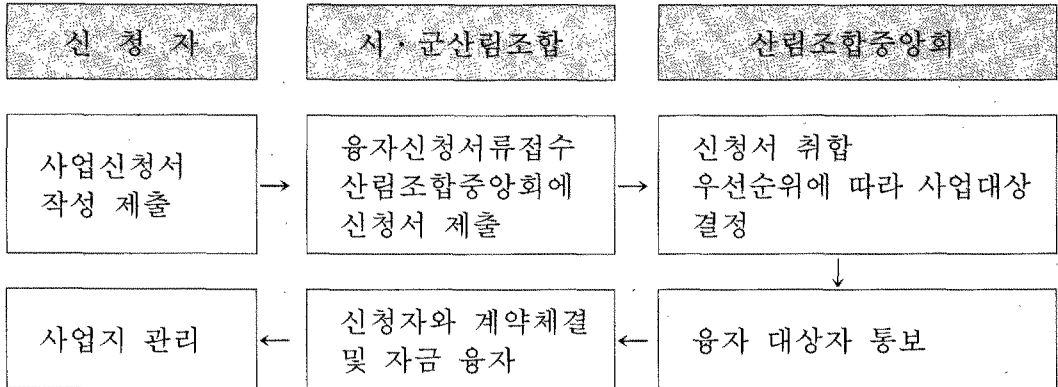 신 청 자
시·군산림조합
산림조합중앙회
사업신청서
작성 제출
→
융자신청서류접수
산림조합중앙회에
신청서 제출
→
신청서 취합
우선순위에 따라 사업대상
결정
↓
사업지 관리
←
신청자와 계약체결
및 자금 융자
←
융자 대상자 통보